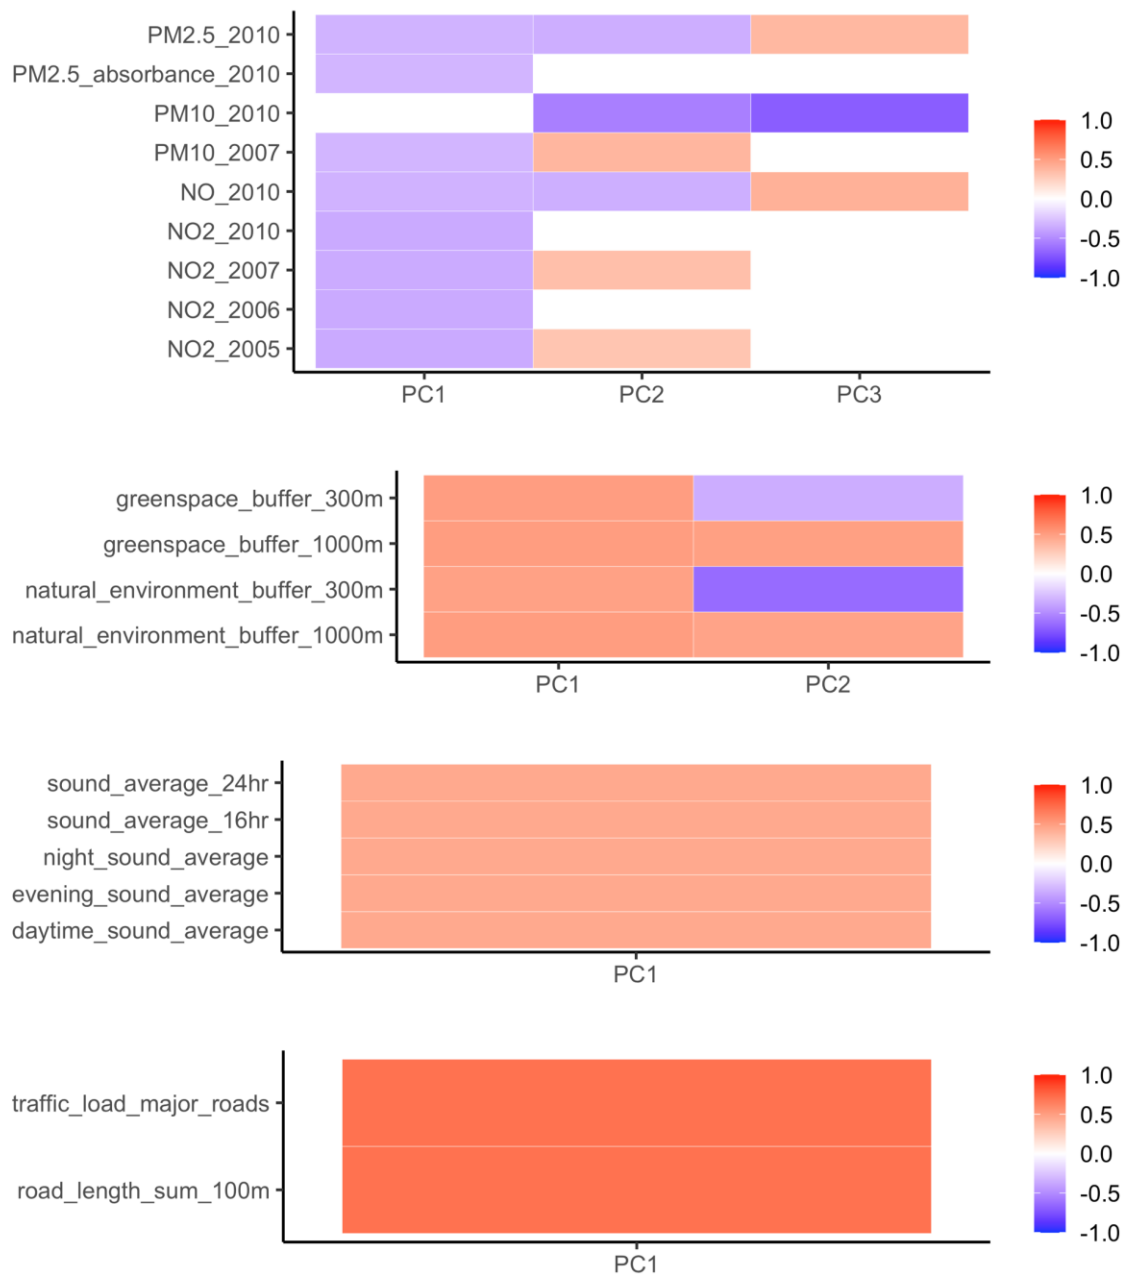 PM2.5_2010
PM2.5_absorbance_2010
PM10_2010
PM10_2007
NO_2010
NO2_2010
NO2_2007
NO2_2006
NO2_2005
PC1 PC2 PC3
1.0
0.5
0.0
-0.5
-1.0
greenspace_buffer_300m
greenspace_buffer_1000m
natural_environment_buffer_300m
natural_environment_buffer_1000m
PC1 PC2
1.0
0.5
0.0
-0.5
-1.0
sound_average_24hr
sound_average_16hr
night_sound_average
evening_sound_average
daytime_sound_average
PC1
1.0
0.5
0.0
-0.5
-1.0
traffic_load_major_roads
road_length_sum_100m
PC1
1.0
0.5
0.0
-0.5
-1.0